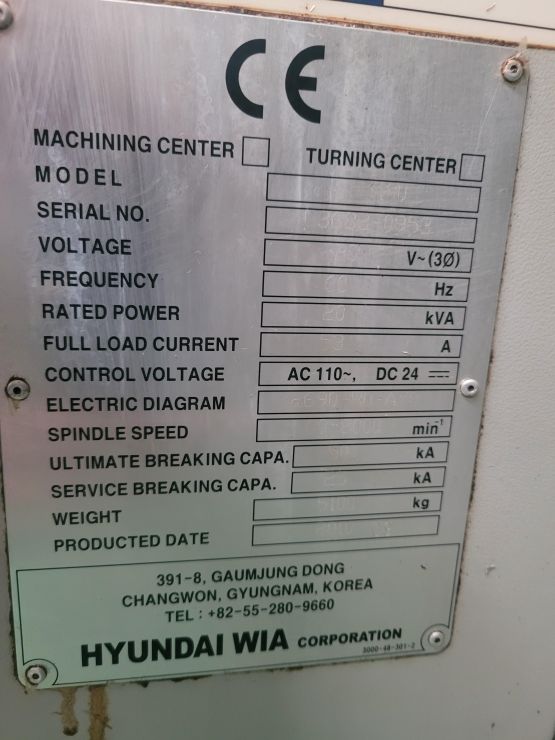 CE
MACHINING CENTER TURNING CENTER
MODEL
SERIAL NO.
VOLTAGE V~(3Ø)
FREQUENCY Hz
RATED POWER 20 kVA
FULL LOAD CURRENT A
CONTROL VOLTAGE AC 110~, DC 24
ELECTRIC DIAGRAM
SPINDLE SPEED min⁻¹
ULTIMATE BREAKING CAPA. kA
SERVICE BREAKING CAPA. 25 kA
WEIGHT kg
PRODUCTED DATE
391-8, GAUMJUNG DONG
CHANGWON, GYUNGNAM, KOREA
TEL : +82-55-280-9660
HYUNDAI WIA CORPORATION